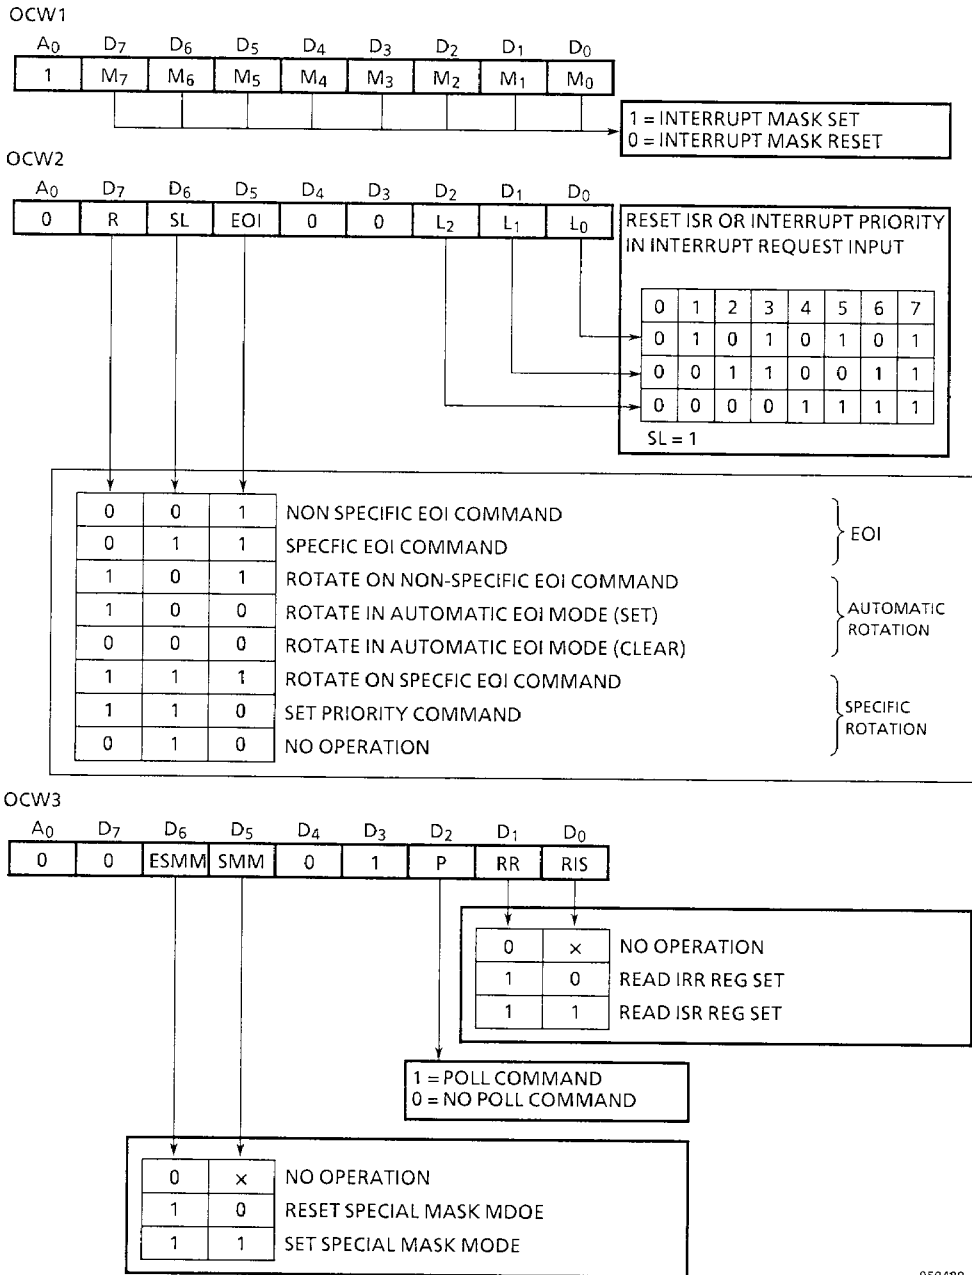 OCW1
A0 D7 D6 D5 D4 D3 D2 D1 D0
1 M7 M6 M5 M4 M3 M2 M1 M0
1 = INTERRUPT MASK SET
0 = INTERRUPT MASK RESET
OCW2
A0 D7 D6 D5 D4 D3 D2 D1 D0
0 R SL EOI 0 0 L2 L1 L0
RESET ISR OR INTERRUPT PRIORITY
IN INTERRUPT REQUEST INPUT
0 1 2 3 4 5 6 7
0 1 0 1 0 1 0 1
0 0 1 1 0 0 1 1
0 0 0 0 1 1 1 1
SL = 1
0 0 1 NON SPECIFIC EOI COMMAND
0 1 1 SPECFIC EOI COMMAND
EOI
1 0 1 ROTATE ON NON-SPECIFIC EOI COMMAND
1 0 0 ROTATE IN AUTOMATIC EOI MODE (SET)
0 0 0 ROTATE IN AUTOMATIC EOI MODE (CLEAR)
AUTOMATIC
ROTATION
1 1 1 ROTATE ON SPECFIC EOI COMMAND
1 1 0 SET PRIORITY COMMAND
0 1 0 NO OPERATION
SPECIFIC
ROTATION
OCW3
A0 D7 D6 D5 D4 D3 D2 D1 D0
0 0 ESMM SMM 0 1 P RR RIS
0 × NO OPERATION
1 0 READ IRR REG SET
1 1 READ ISR REG SET
1 = POLL COMMAND
0 = NO POLL COMMAND
0 × NO OPERATION
1 0 RESET SPECIAL MASK MDOE
1 1 SET SPECIAL MASK MODE